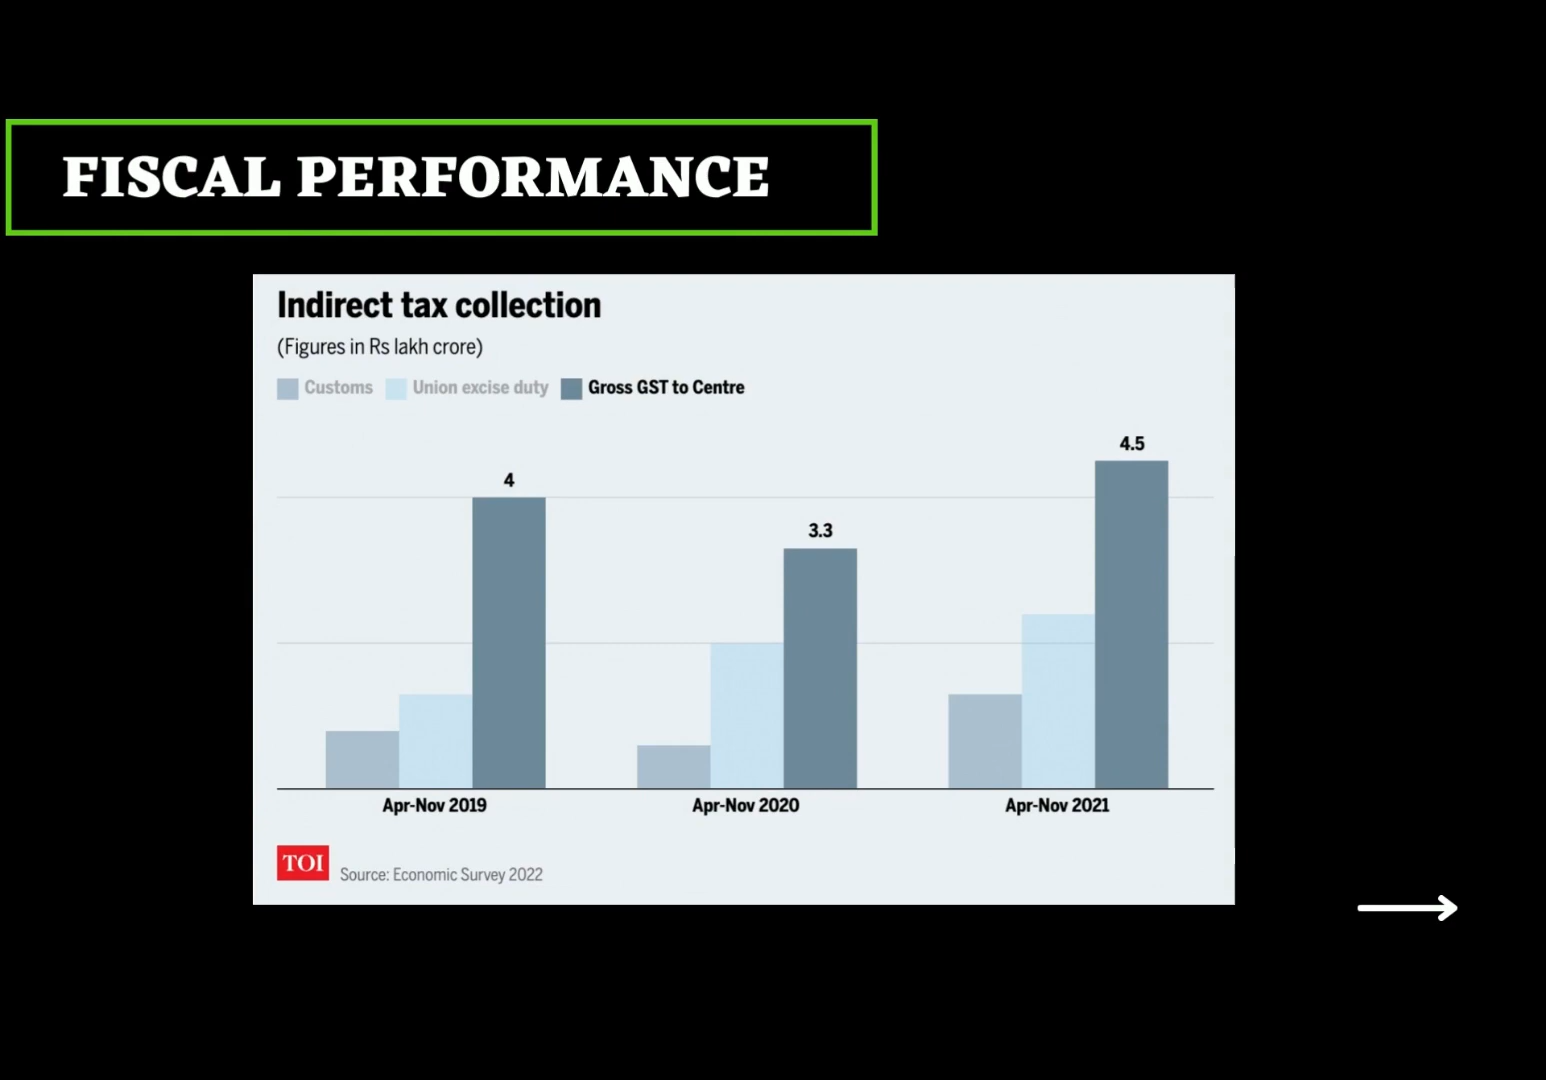 FISCAL PERFORMANCE
Indirect tax collection
(Figures in Rs lakh crore)
Customs Union excise duty Gross GST to Centre
4.5
4
3.3
Apr-Nov 2019 Apr-Nov 2020 Apr-Nov 2021
TOI Source: Economic Survey 2022